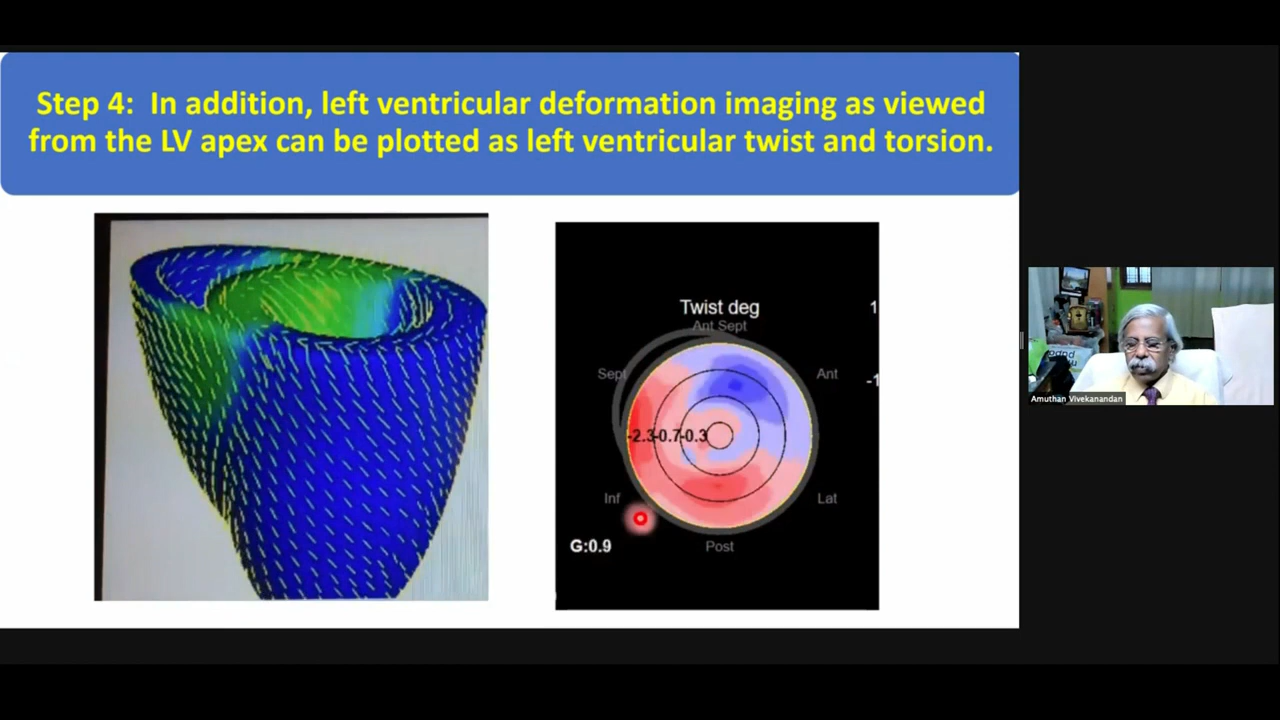 Step 4: In addition, left ventricular deformation imaging as viewed
from the LV apex can be plotted as left ventricular twist and torsion.
Twist deg
Ant Sept
1
Sept
Ant
-1
-2.3-0.7-0.3
Inf
Lat
Post
G:0.9
Amuthan Vivekanandan